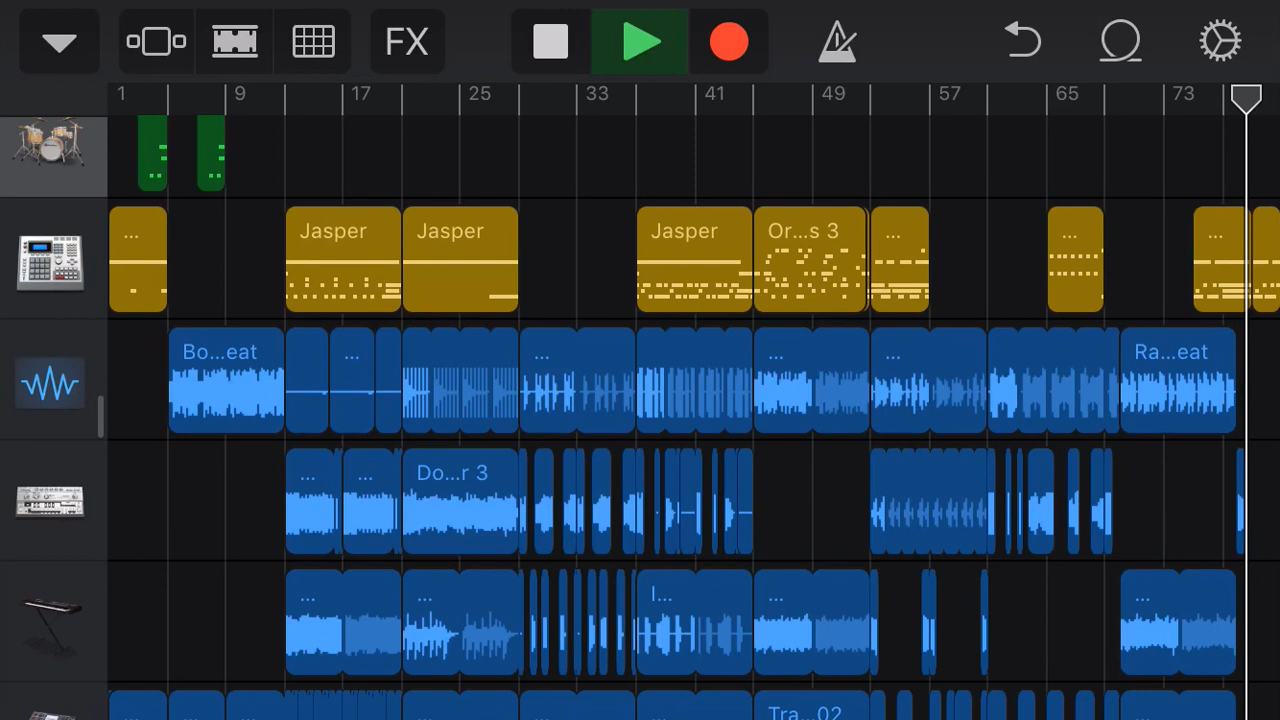 FX
1 9 17 25 33 41 49 57 65 73
... Jasper Jasper Jasper Or...s 3 ... ... ...
Bo...eat ... ... ... ... Ra...eat
... ... Do...r 3
... ... I... ... ...
... ... ... ... ... ... ... Tra...02 ...